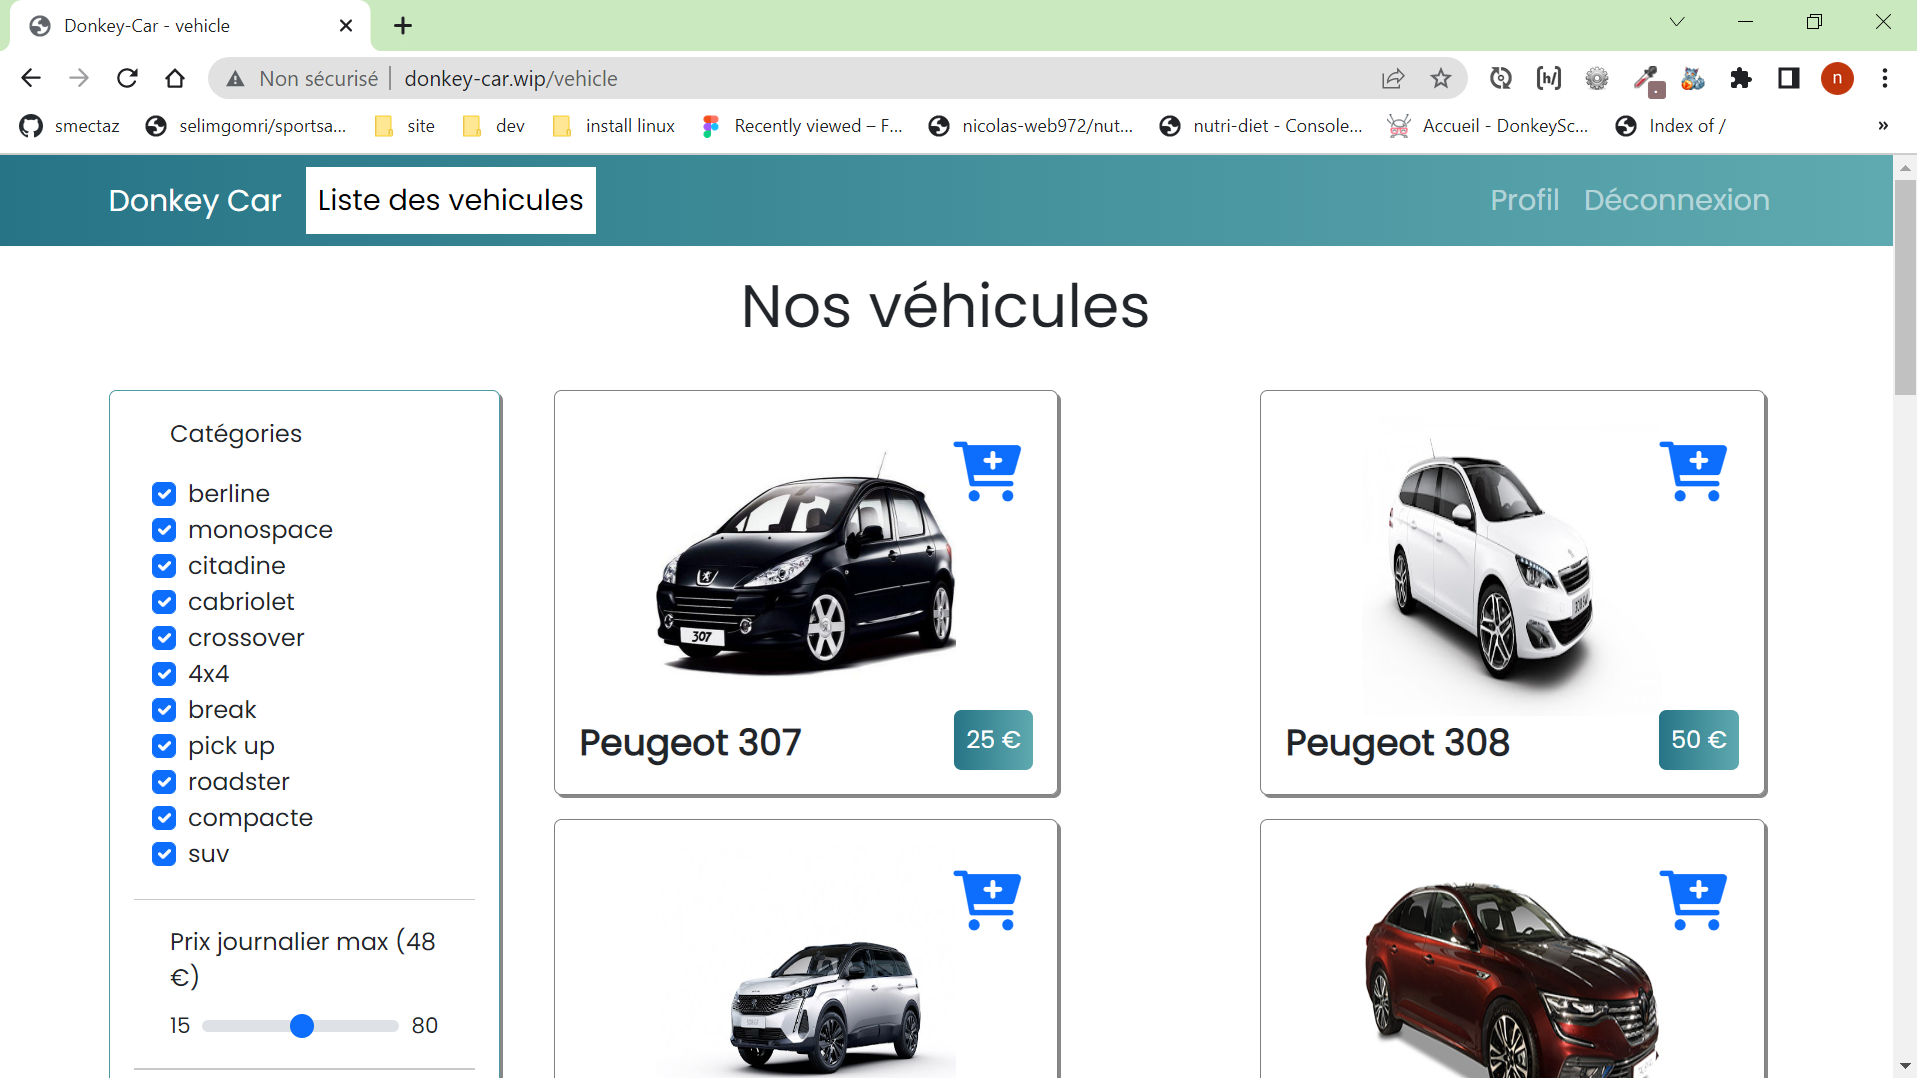 Donkey-Car - vehicle
Non sécurisé | donkey-car.wip/vehicle
n
smectaz selimgomri/sportsa... site dev install linux Recently viewed – F... nicolas-web972/nut... nutri-diet - Console... Accueil - DonkeySc... Index of / »
Donkey Car Liste des vehicules Profil Déconnexion
Nos véhicules
Catégories
berline
monospace
citadine
cabriolet
crossover
4x4
break
pick up
roadster
compacte
suv
Prix journalier max (48
€)
15 80
307
Peugeot 307 25 €
Peugeot 308 50 €